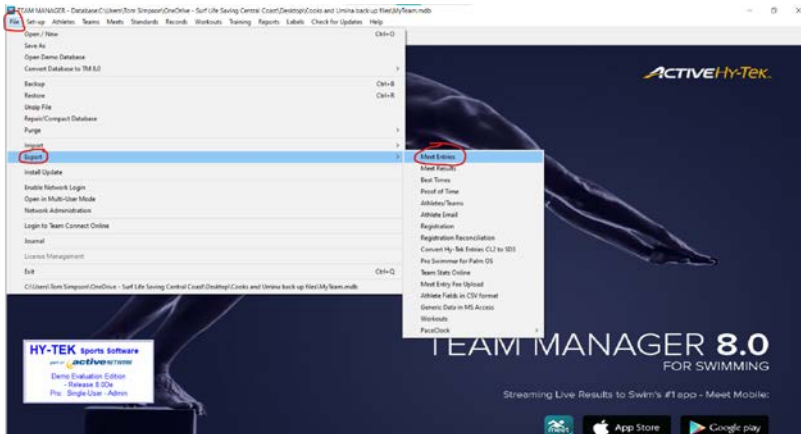 TEAM MANAGER - Database:C:\Users\Tom Simpson\OneDrive - Surf Life Saving Central Coast\Desktop\Cooks and Umina back up files\MyTeam.mdb
File Set-up Athletes Teams Meets Standards Records Workouts Training Reports Labels Check for Updates Help
Open / New Ctrl+O
Save As
Open Demo Database
Convert Database to TM 8.0
Backup Ctrl+B
Restore Ctrl+R
Unzip File
Repair/Compact Database
Purge
Import
Export
Install Update
Enable Network Login
Open in Multi-User Mode
Network Administration
Login to Team Connect Online
Journal
License Management
Exit Ctrl+Q
C:\Users\Tom Simpson\OneDrive - Surf Life Saving Central Coast\Desktop\Cooks and Umina back up files\MyTeam.mdb
Meet Entries
Meet Results
Best Times
Proof of Time
Athletes/Teams
Athlete Email
Registration
Registration Reconciliation
Convert Hy-Tek Entries CL2 to SD3
Pro Swimmer for Palm OS
Team Stats Online
Meet Entry Fee Upload
Athlete Fields in CSV format
Generic Data in MS Access
Workouts
PaceClock
ACTIVEHy-Tek.
TEAM MANAGER 8.0
FOR SWIMMING
HY-TEK Sports Software
part of active NETWORK
Demo Evaluation Edition
- Release 8.0De
Pro : Single-User - Admin
Streaming Live Results to Swim's #1 app - Meet Mobile:
meet
App Store
Google play